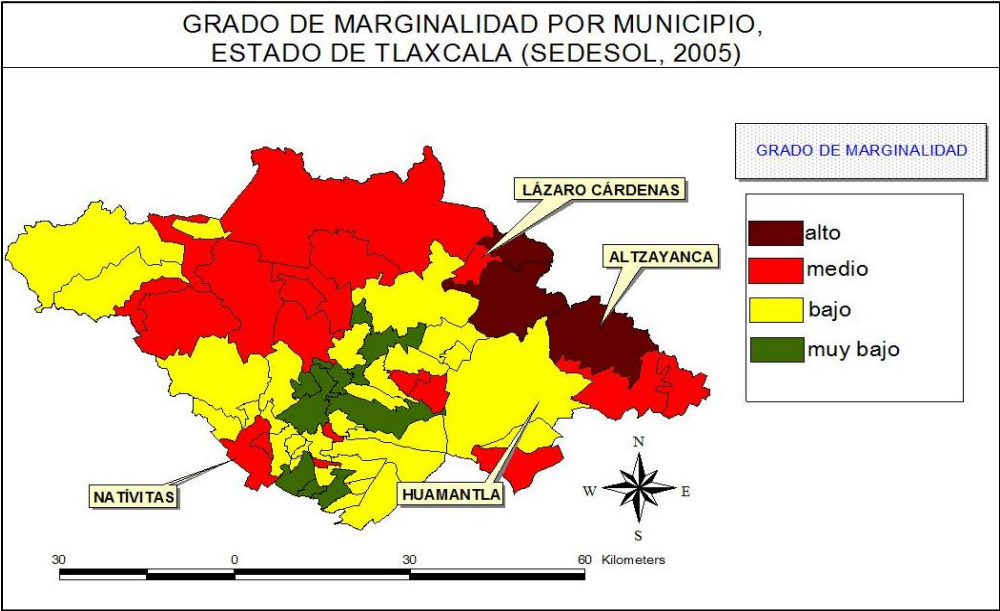 GRADO DE MARGINALIDAD POR MUNICIPIO,
ESTADO DE TLAXCALA (SEDESOL, 2005)
GRADO DE MARGINALIDAD
LÁZARO CÁRDENAS
ALTZAYANCA
alto
medio
bajo
muy bajo
NATÍVITAS
HUAMANTLA
N
W
E
S
30
0
30
60 Kilometers